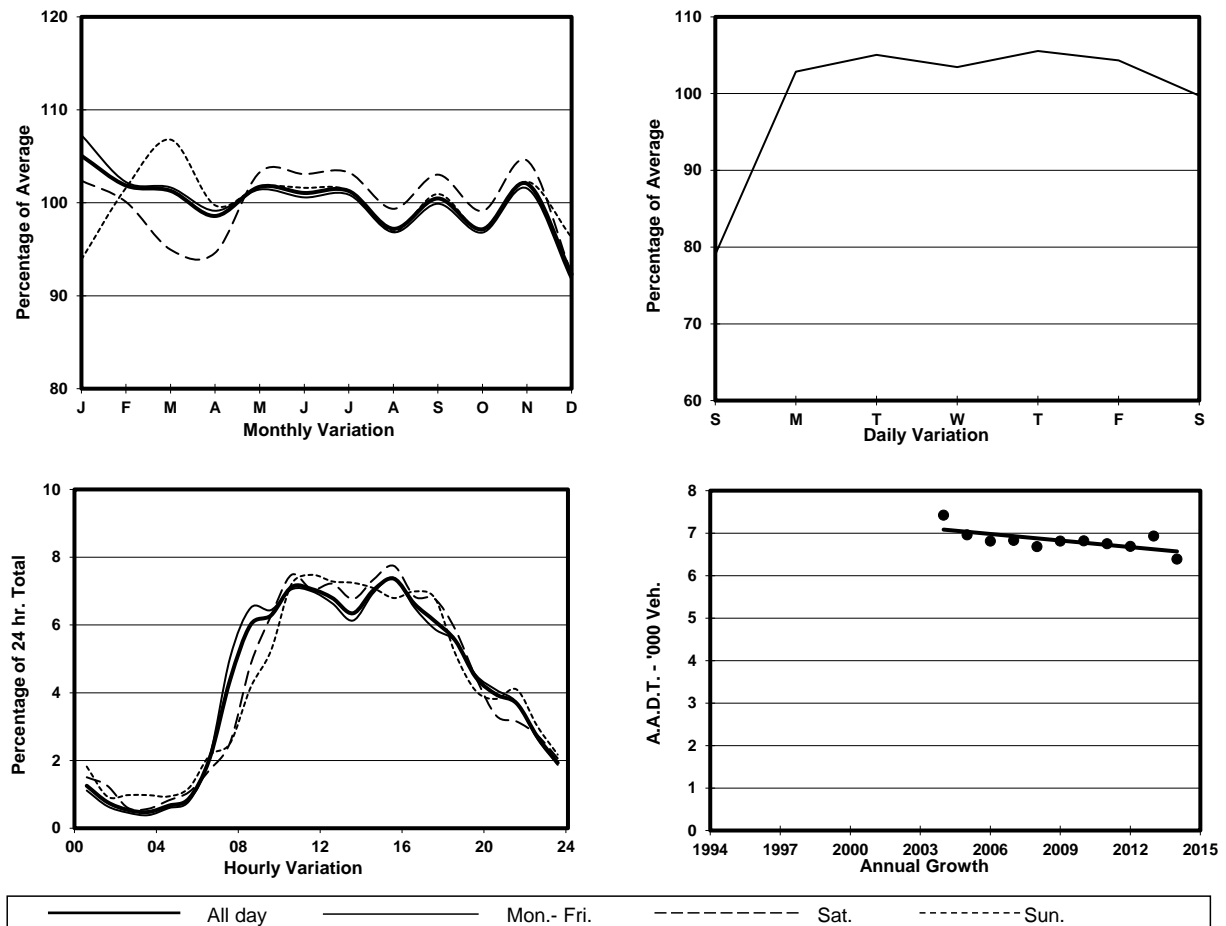 120
110
100
90
80
Percentage of Average
J F M A M J J A S O N D
Monthly Variation
110
100
90
80
70
60
Percentage of Average
S M T W T F S
Daily Variation
10
8
6
4
2
0
Percentage of 24 hr. Total
00 04 08 12 16 20 24
Hourly Variation
8
7
6
5
4
3
2
1
0
A.A.D.T. - '000 Veh.
1994 1997 2000 2003 2006 2009 2012 2015
Annual Growth
All day Mon.- Fri. Sat. Sun.